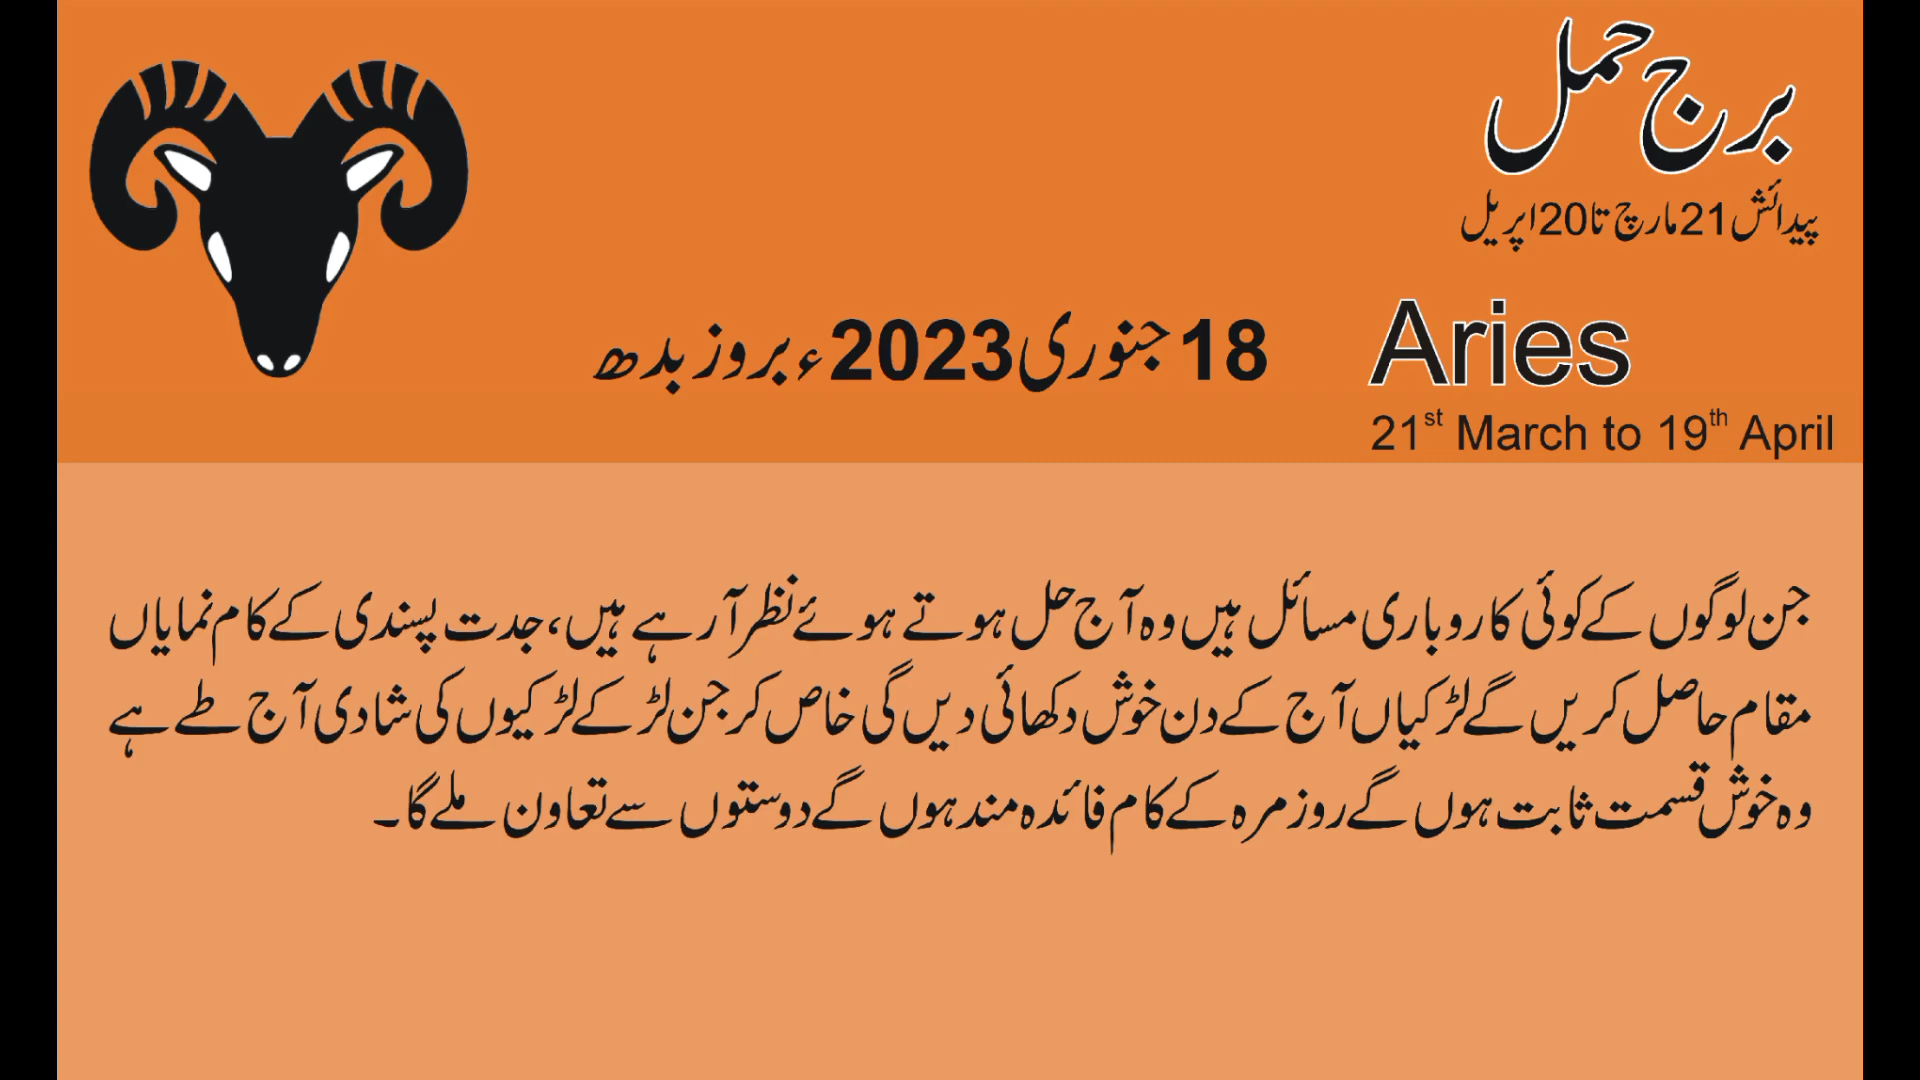 برج حمل
پیدائش 21 مارچ تا 20 اپریل
Aries
18 جنوری 2023ء بروز بدھ
21st March to 19th April
جن لوگوں کے کوئی کاروباری مسائل ہیں وہ آج حل ہوتے ہوئے نظر آرہے ہیں، جدت پسندی کے کام نمایاں
مقام حاصل کریں گے لڑکیاں آج کے دن خوش دکھائی دیں گی خاص کر جن لڑکے لڑکیوں کی شادی آج طے ہے
وہ خوش قسمت ثابت ہوں گے روزمرہ کے کام فائدہ مند ہوں گے دوستوں سے تعاون ملے گا۔